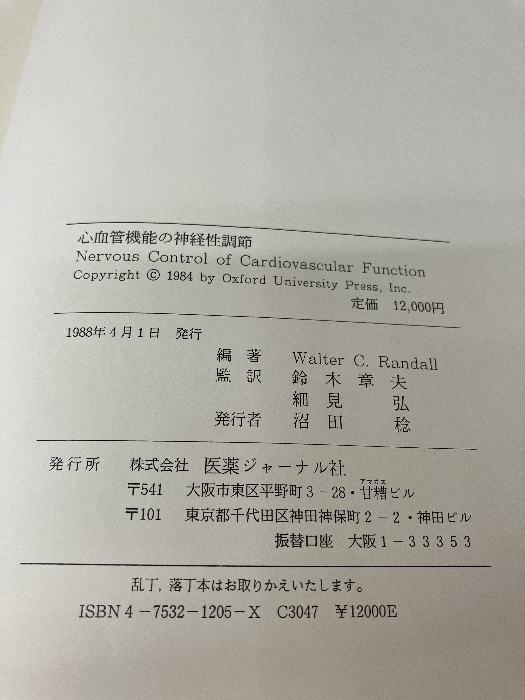 心血管機能の神経性調節
Nervous Control of Cardiovascular Function
Copyright © 1984 by Oxford University Press, Inc.
定価 12,000円
1988年4月1日 発行
編著 Walter C. Randall
監訳 鈴木章夫
細見弘
発行者 沼田稔
発行所 株式会社 医薬ジャーナル社
アマカス
〒541 大阪市東区平野町3−28・甘糟ビル
〒101 東京都千代田区神田神保町2−2・神田ビル
振替口座 大阪1−33353
乱丁,落丁本はお取りかえいたします。
ISBN4−7532−1205−X C3047 ¥12000E